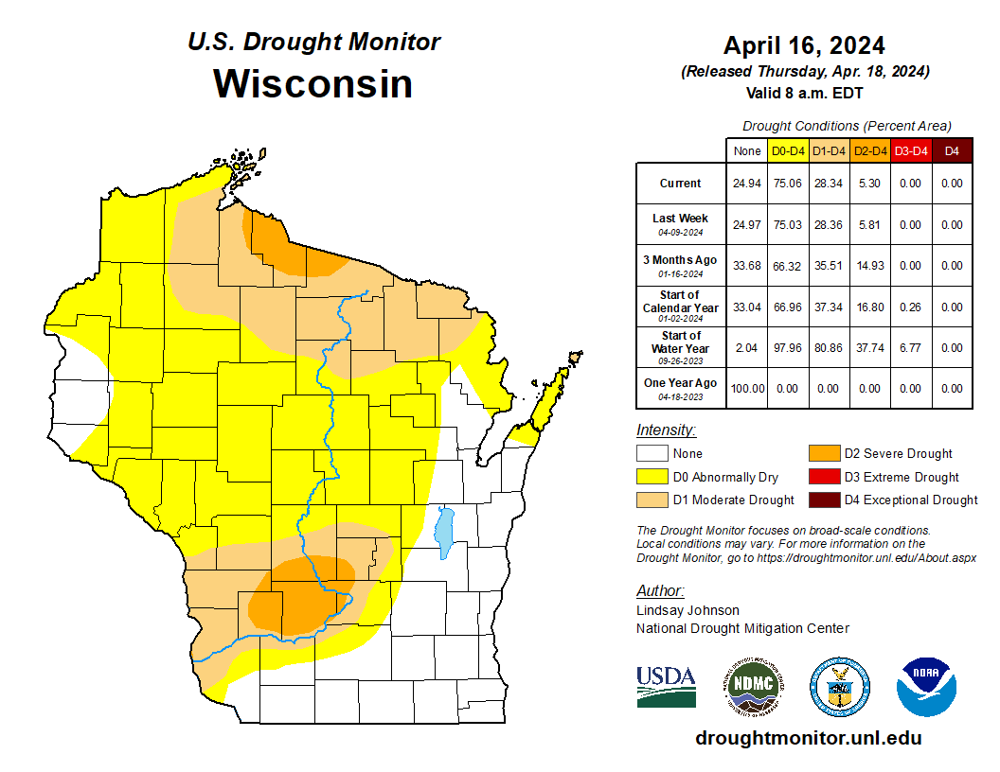 U.S. Drought Monitor
Wisconsin
April 16, 2024
(Released Thursday, Apr. 18, 2024)
Valid 8 a.m. EDT
Drought Conditions (Percent Area)
None D0-D4 D1-D4 D2-D4 D3-D4 D4
Current 24.94 75.06 28.34 5.30 0.00 0.00
Last Week
04-09-2024
24.97 75.03 28.36 5.81 0.00 0.00
3 Months Ago
01-16-2024
33.68 66.32 35.51 14.93 0.00 0.00
Start of
Calendar Year
01-02-2024
33.04 66.96 37.34 16.80 0.26 0.00
Start of
Water Year
09-26-2023
2.04 97.96 80.86 37.74 6.77 0.00
One Year Ago
04-18-2023
100.00 0.00 0.00 0.00 0.00 0.00
Intensity:
None
D0 Abnormally Dry
D1 Moderate Drought
D2 Severe Drought
D3 Extreme Drought
D4 Exceptional Drought
The Drought Monitor focuses on broad-scale conditions.
Local conditions may vary. For more information on the
Drought Monitor, go to https://droughtmonitor.unl.edu/About.aspx
Author:
Lindsay Johnson
National Drought Mitigation Center
USDA
NDMC
NOAA
droughtmonitor.unl.edu